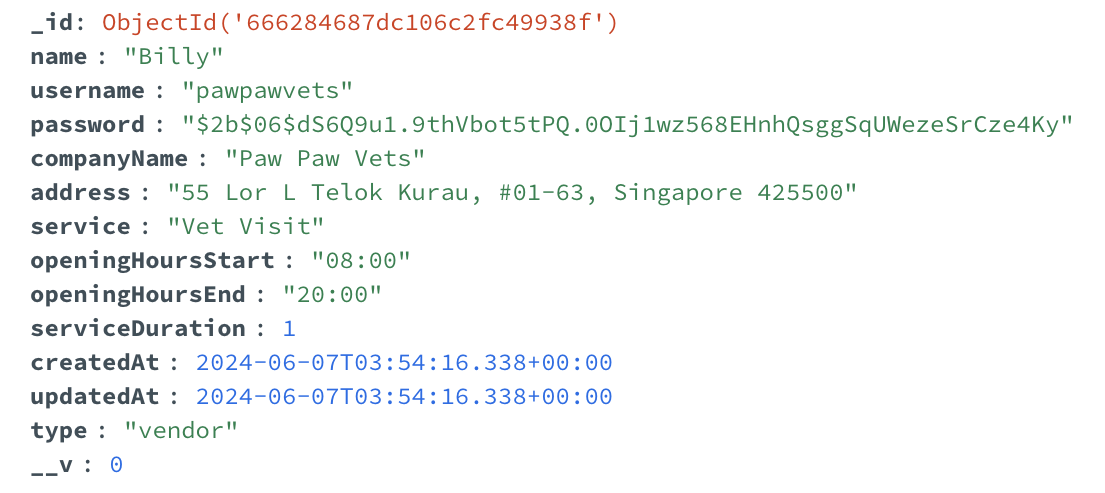 _id: ObjectId('666284687dc106c2fc49938f')
name : "Billy"
username : "pawpawvets"
password : "$2b$06$dS6Q9u1.9thVbot5tPQ.0OIj1wz568EHnhQsggSqUWezeSrCze4Ky"
companyName : "Paw Paw Vets"
address : "55 Lor L Telok Kurau, #01-63, Singapore 425500"
service : "Vet Visit"
openingHoursStart : "08:00"
openingHoursEnd : "20:00"
serviceDuration : 1
createdAt : 2024-06-07T03:54:16.338+00:00
updatedAt : 2024-06-07T03:54:16.338+00:00
type : "vendor"
__v : 0